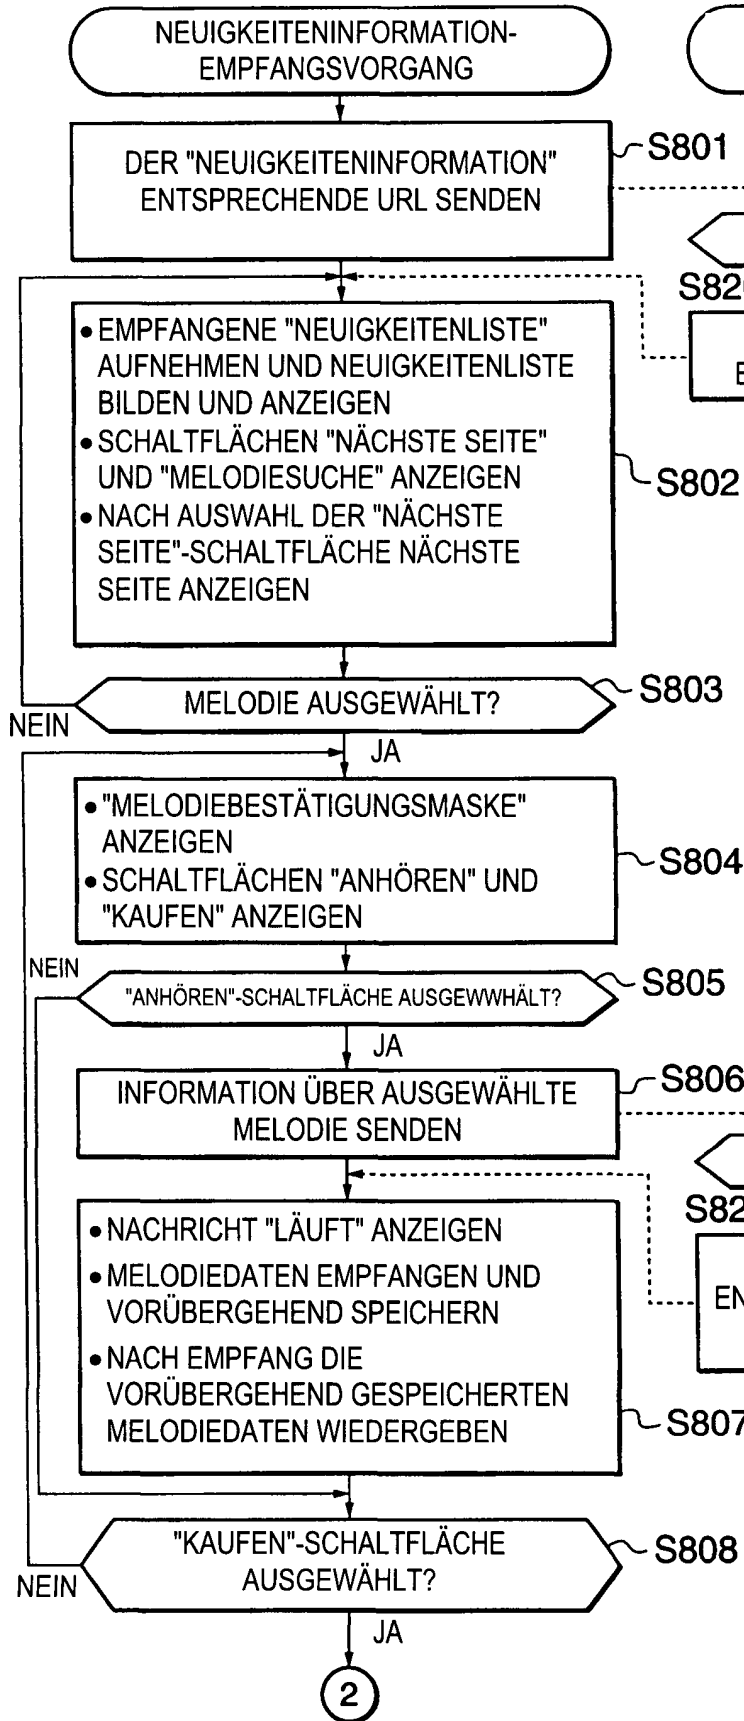 NEUIGKEITENINFORMATION-
EMPFANGSVORGANG
DER "NEUIGKEITENINFORMATION"
ENTSPRECHENDE URL SENDEN
S801
S82
• EMPFANGENE "NEUIGKEITENLISTE"
AUFNEHMEN UND NEUIGKEITENLISTE
BILDEN UND ANZEIGEN
• SCHALTFLÄCHEN "NÄCHSTE SEITE"
UND "MELODIESUCHE" ANZEIGEN
• NACH AUSWAHL DER "NÄCHSTE
SEITE"-SCHALTFLÄCHE NÄCHSTE
SEITE ANZEIGEN
S802
MELODIE AUSGEWÄHLT?
S803
NEIN
JA
• "MELODIEBESTÄTIGUNGSMASKE"
ANZEIGEN
• SCHALTFLÄCHEN "ANHÖREN" UND
"KAUFEN" ANZEIGEN
S804
NEIN
"ANHÖREN"-SCHALTFLÄCHE AUSGEWWHÄLT?
S805
JA
INFORMATION ÜBER AUSGEWÄHLTE
MELODIE SENDEN
S806
S82
• NACHRICHT "LÄUFT" ANZEIGEN
• MELODIEDATEN EMPFANGEN UND
VORÜBERGEHEND SPEICHERN
• NACH EMPFANG DIE
VORÜBERGEHEND GESPEICHERTEN
MELODIEDATEN WIEDERGEBEN
EN
S807
"KAUFEN"-SCHALTFLÄCHE
AUSGEWÄHLT?
S808
NEIN
JA
2